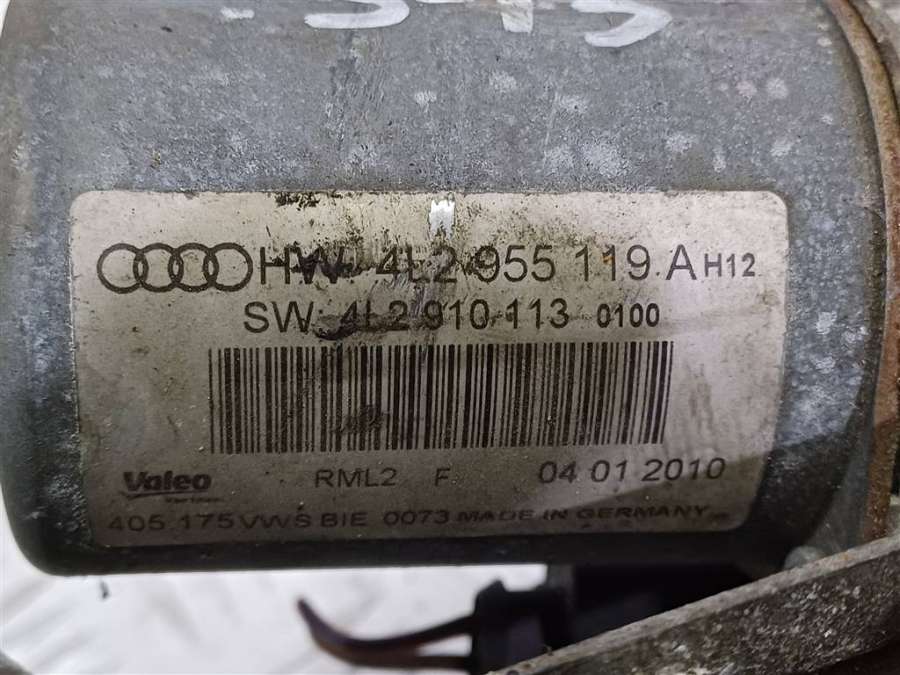 HW: 4L2 955 119 A H12
SW: 4L2 910 113 0100
Valeo RML2 F 04 01 2010
405.175 VWS BIE 0073 MADE IN GERMANY